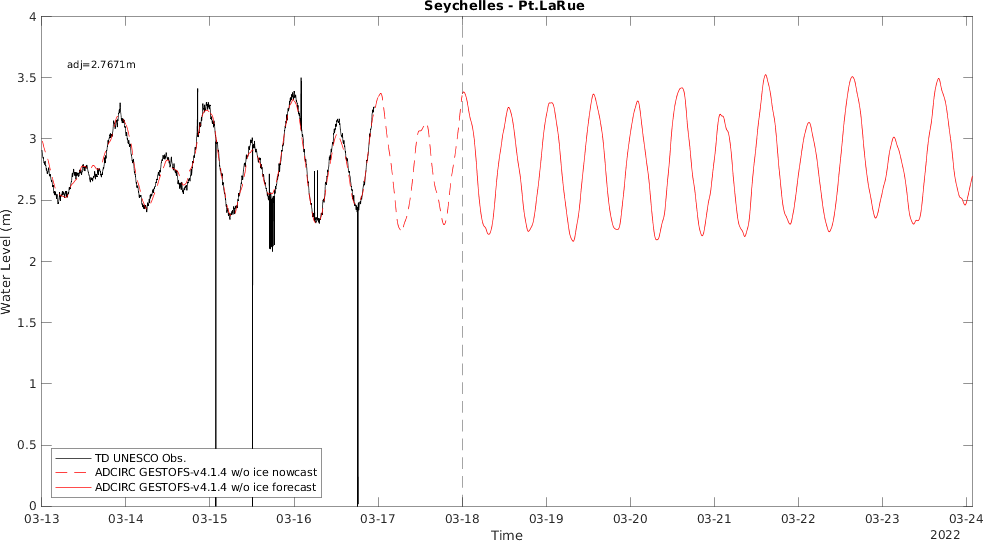 Seychelles - Pt.LaRue
adj=2.7671m
Water Level (m)
4
3.5
3
2.5
2
1.5
1
0.5
0
TD UNESCO Obs.
ADCIRC GESTOFS-v4.1.4 w/o ice nowcast
ADCIRC GESTOFS-v4.1.4 w/o ice forecast
03-13 03-14 03-15 03-16 03-17 03-18 03-19 03-20 03-21 03-22 03-23 03-24
Time
2022